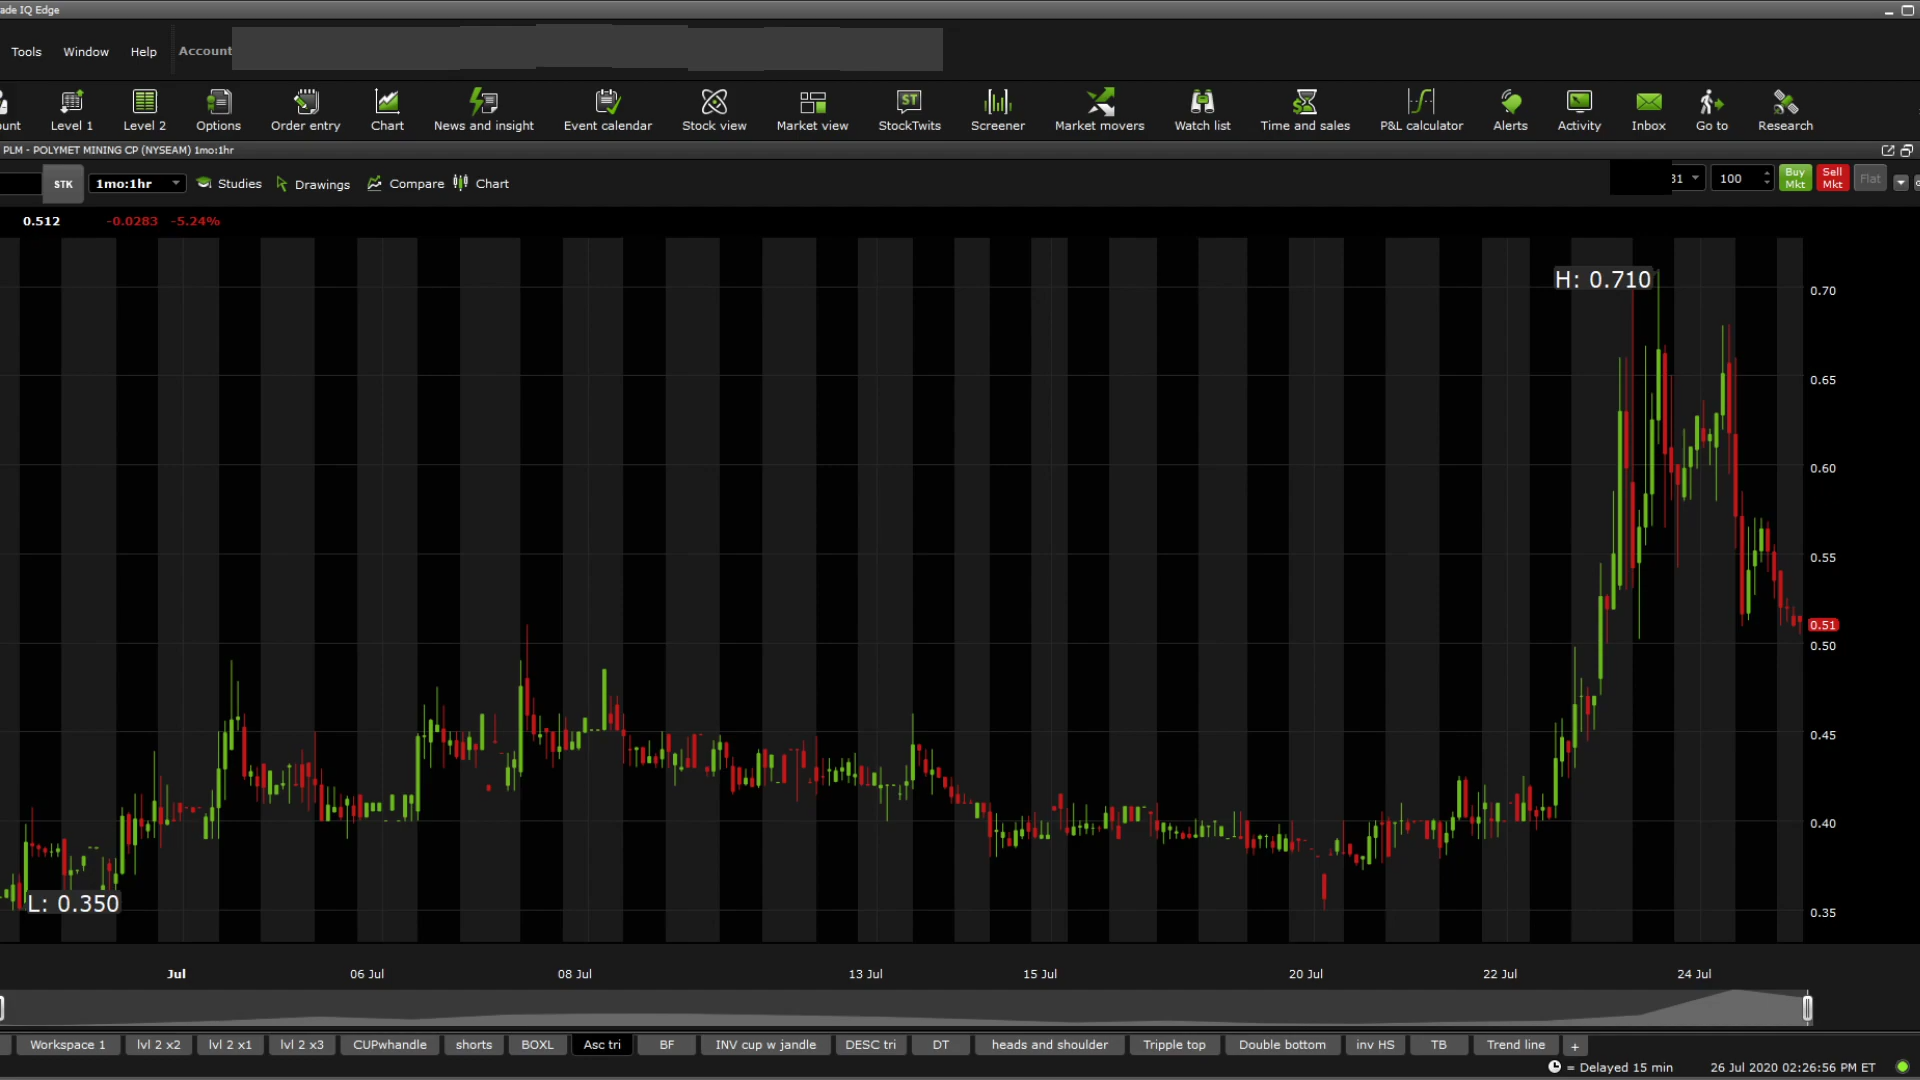 ade IQ Edge
Tools Window Help Account
unt Level 1 Level 2 Options Order entry Chart News and insight Event calendar Stock view Market view StockTwits Screener Market movers Watch list Time and sales P&L calculator Alerts Activity Inbox Go to Research
PLM - POLYMET MINING CP (NYSEAM) 1mo:1hr
STK 1mo:1hr Studies Drawings Compare Chart 31 100 Buy Mkt Sell Mkt Flat
0.512 -0.0283 -5.24%
H: 0.710
0.70
0.65
0.60
0.55
0.51
0.50
0.45
0.40
L: 0.350
0.35
Jul 06 Jul 08 Jul 13 Jul 15 Jul 20 Jul 22 Jul 24 Jul
Workspace 1 lvl 2 x2 lvl 2 x1 lvl 2 x3 CUPwhandle shorts BOXL Asc tri BF INV cup w jandle DESC tri DT heads and shoulder Tripple top Double bottom inv HS TB Trend line +
= Delayed 15 min 26 Jul 2020 02:26:56 PM ET